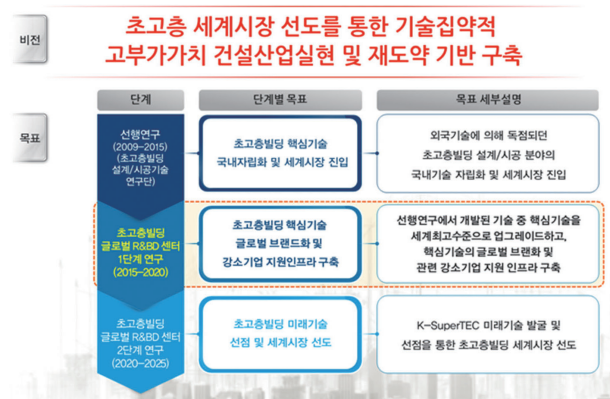 비전
초고층 세계시장 선도를 통한 기술집약적
고부가가치 건설산업실현 및 재도약 기반 구축
목표
단계
단계별 목표
목표 세부설명
선행연구
(2009-2015)
(초고층빌딩
설계/시공기술
연구단)
초고층빌딩 핵심기술
국내자립화 및 세계시장 진입
외국기술에 의해 독점되던
초고층빌딩 설계/시공 분야의
국내기술 자립화 및 세계시장 진입
초고층빌딩
글로벌 R&BD 센터
1단계 연구
(2015-2020)
초고층빌딩 핵심기술
글로벌 브랜드화 및
강소기업 지원인프라 구축
선행연구에서 개발된 기술 중 핵심기술을
세계최고수준으로 업그레이드하고,
핵심기술의 글로벌 브랜화 및
관련 강소기업 지원 인프라 구축
초고층빌딩
글로벌 R&BD 센터
2단계 연구
(2020-2025)
초고층빌딩 미래기술
선점 및 세계시장 선도
K-SuperTEC 미래기술 발굴 및
선점을 통한 초고층빌딩 세계시장 선도